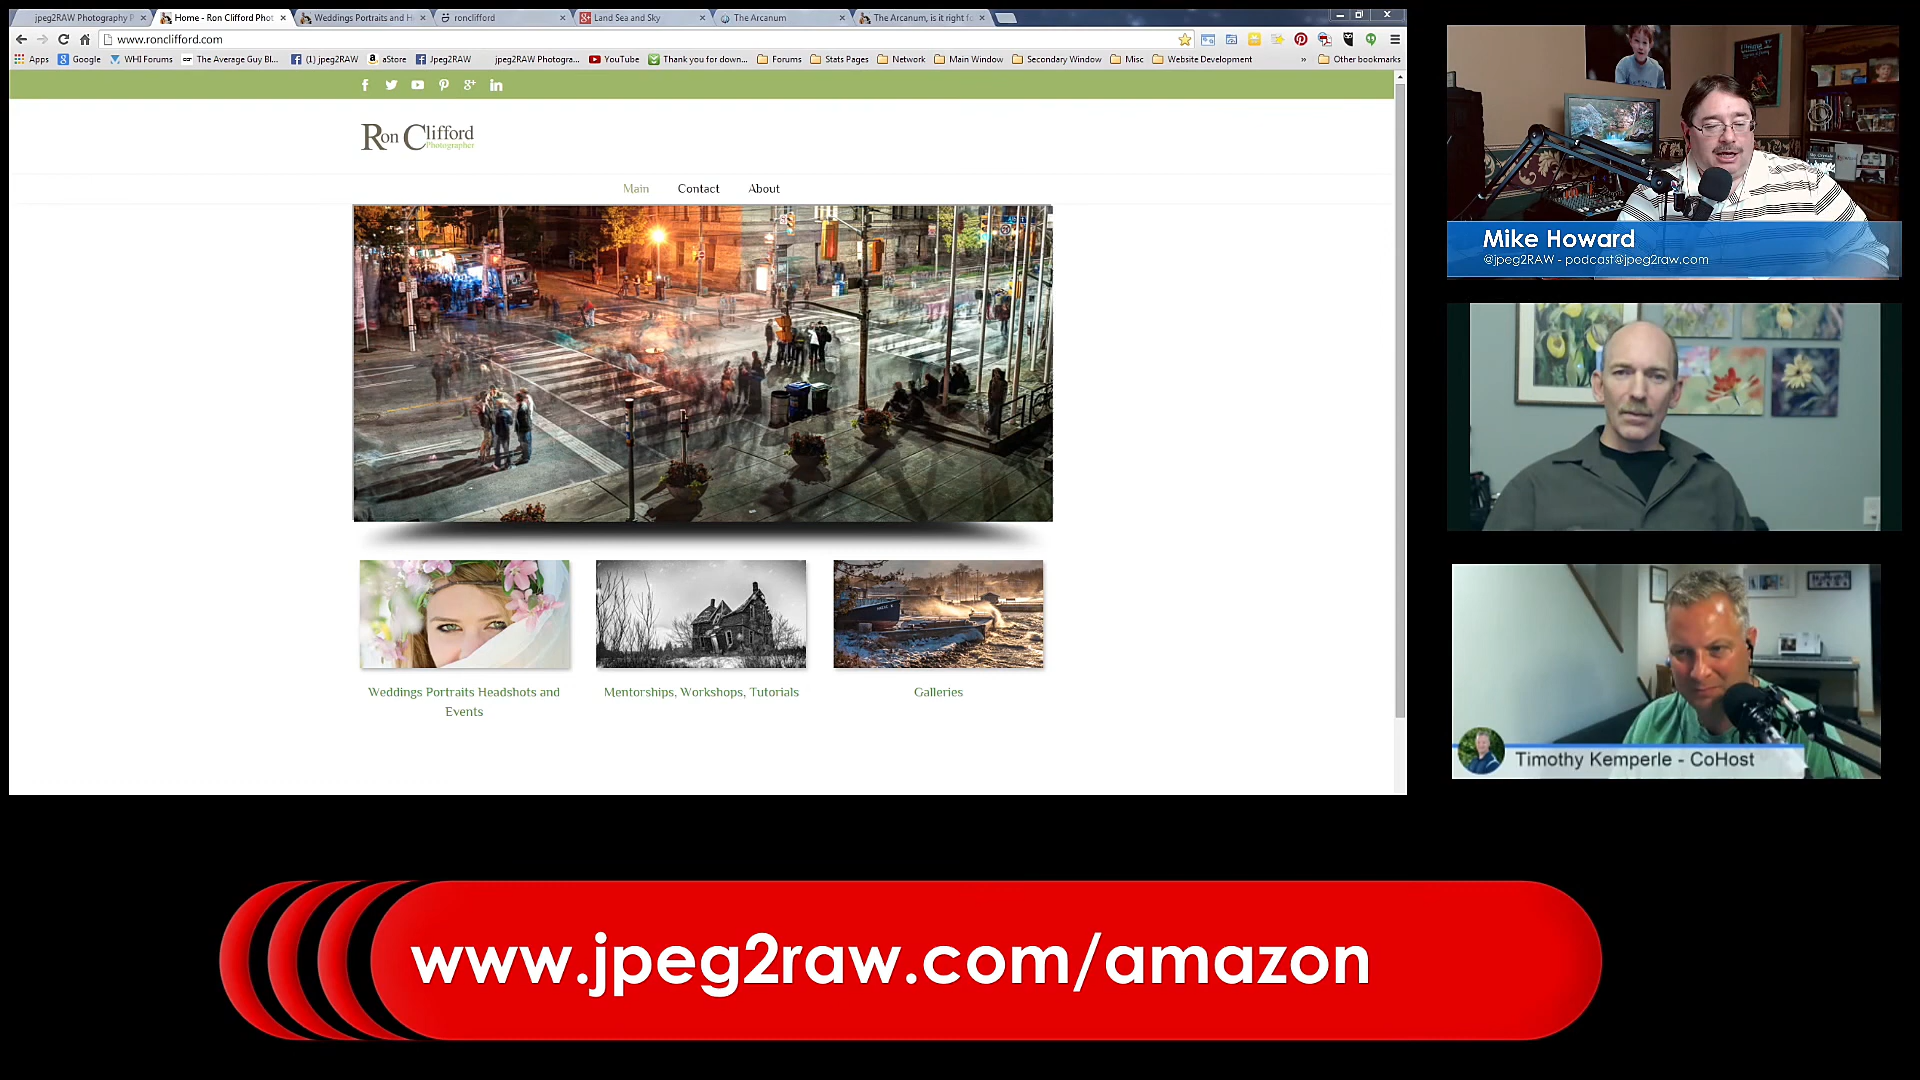 jpeg2RAW Photography P
Home - Ron Clifford Phot
Weddings Portraits and H
ronclifford
Land Sea and Sky
The Arcanum
The Arcanum, is it right fo
www.ronclifford.com
Apps
Google
WHI Forums
The Average Guy Bl...
(1) jpeg2RAW
aStore
Jpeg2RAW
jpeg2RAW Photogra...
YouTube
Thank you for down...
Forums
Stats Pages
Network
Main Window
Secondary Window
Misc
Website Development
»
Other bookmarks
Ron Clifford
Photographer
Main
Contact
About
Weddings Portraits Headshots and
Events
Mentorships, Workshops, Tutorials
Galleries
Mike Howard
@jpeg2RAW - podcast@jpeg2raw.com
Timothy Kemperle - CoHost
www.jpeg2raw.com/amazon